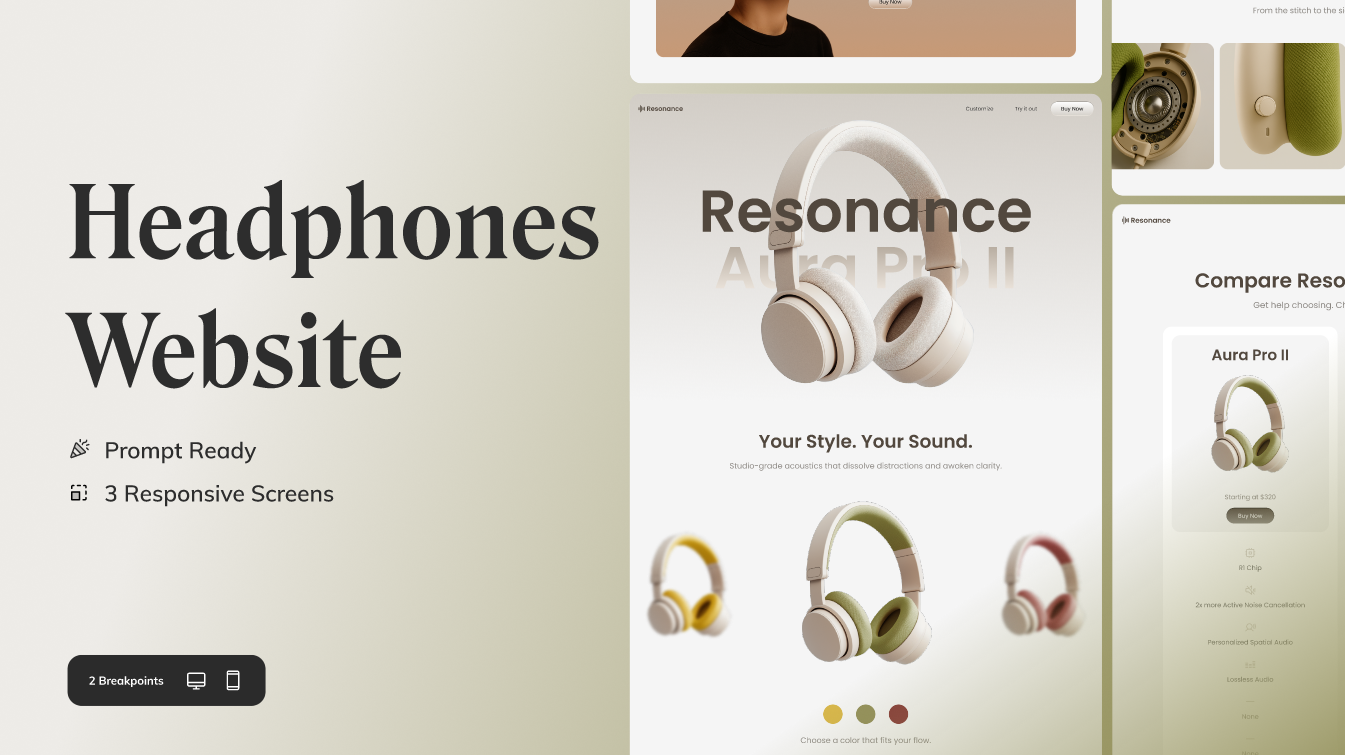 Headphones
Website
Prompt Ready
3 Responsive Screens
2 Breakpoints
Buy Now
Resonance
Customize
Try it out
Buy Now
Resonance
Aura Pro II
Your Style. Your Sound.
Studio-grade acoustics that dissolve distractions and awaken clarity.
Choose a color that fits your flow.
From the stitch to the si
Resonance
Compare Reso
Get help choosing. Ch
Aura Pro II
Starting at $320
Buy Now
R1 Chip
2x more Active Noise Cancellation
Personalized Spatial Audio
Lossless Audio
None
None